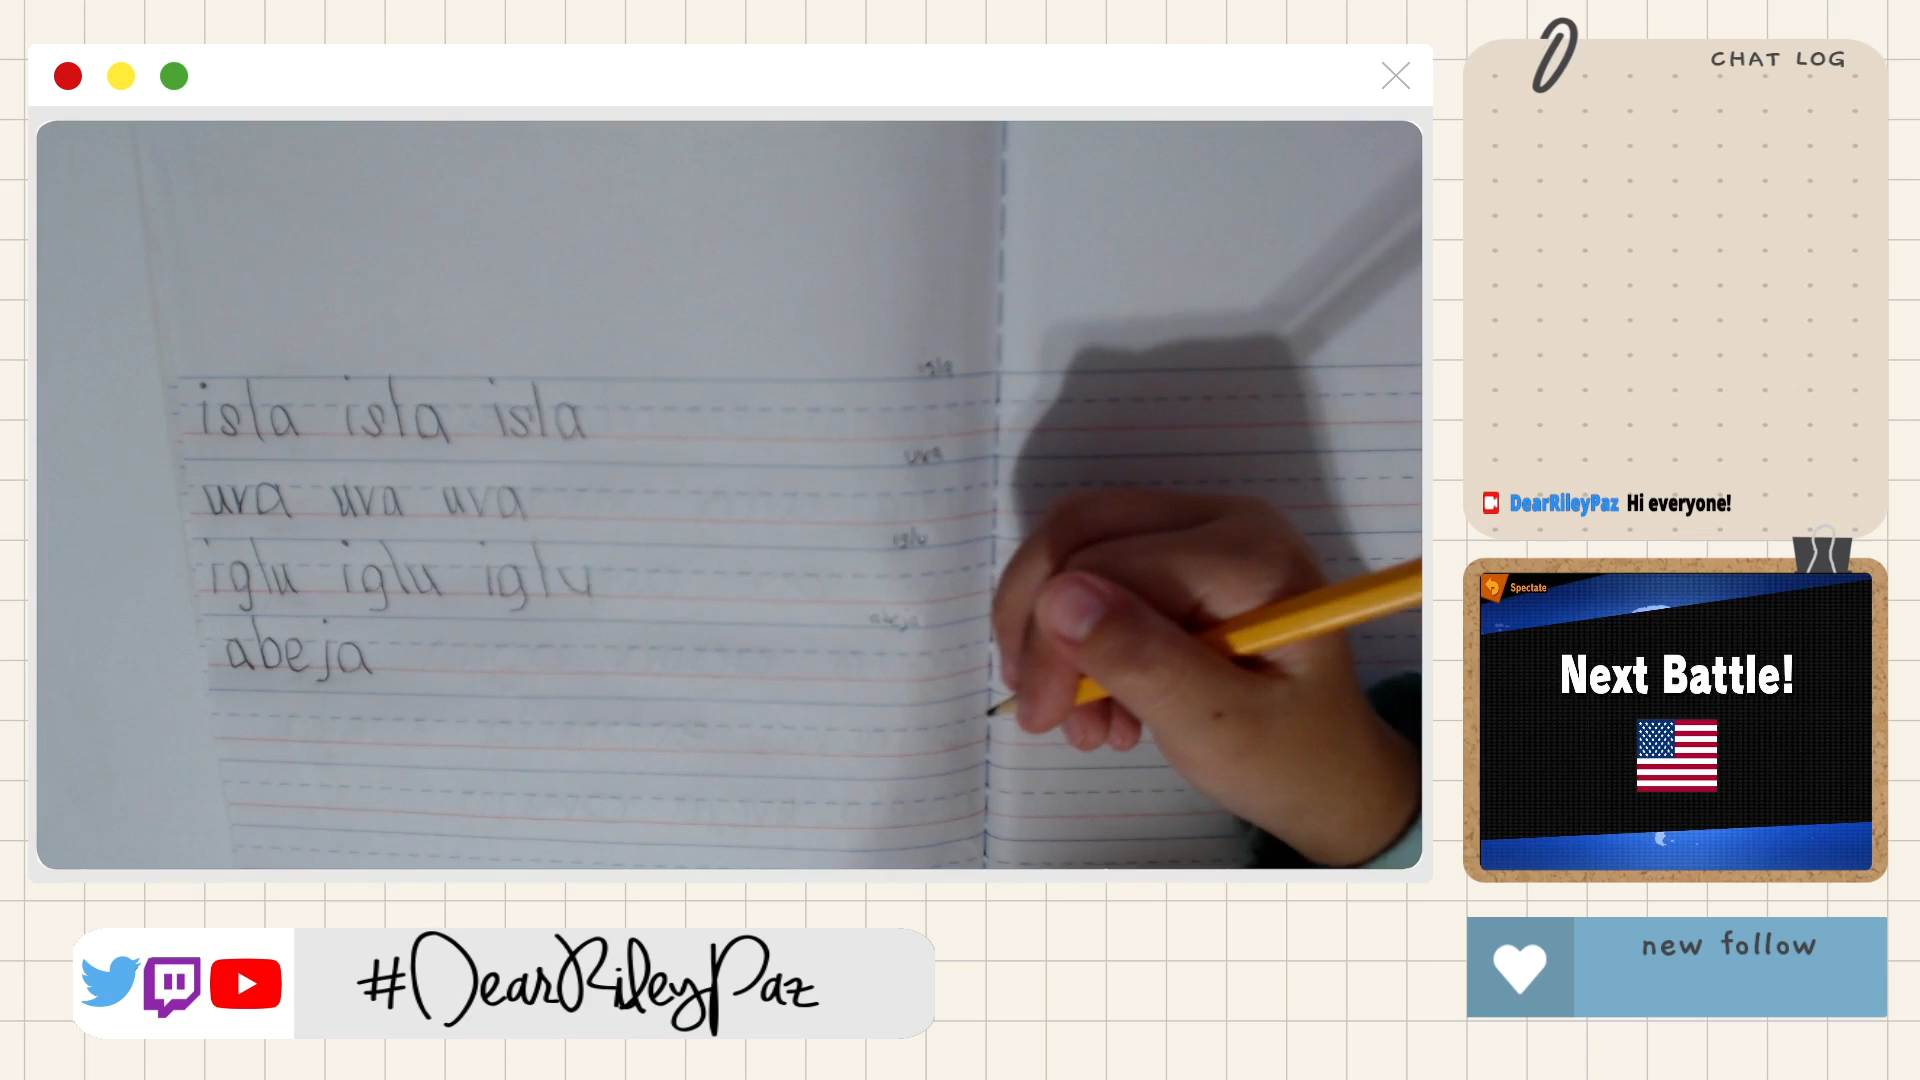 CHAT LOG
isla
isla isla isla
uva
uva uva uva
iglu
iglu iglu iglu
abeja
abeja
DearRileyPaz Hi everyone!
Spectate
Next Battle!
#DearRileyPaz
new follow